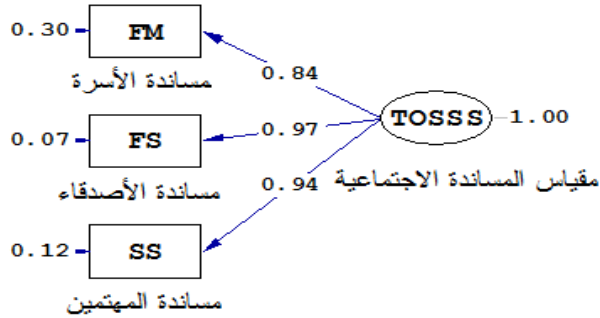 0.30 FM
مساندة الأسرة
0.84
0.07 FS
0.97
TOSSS 1.00
مساندة الأصدقاء
0.94
مقياس المساندة الاجتماعية
0.12 SS
مساندة المهتمين